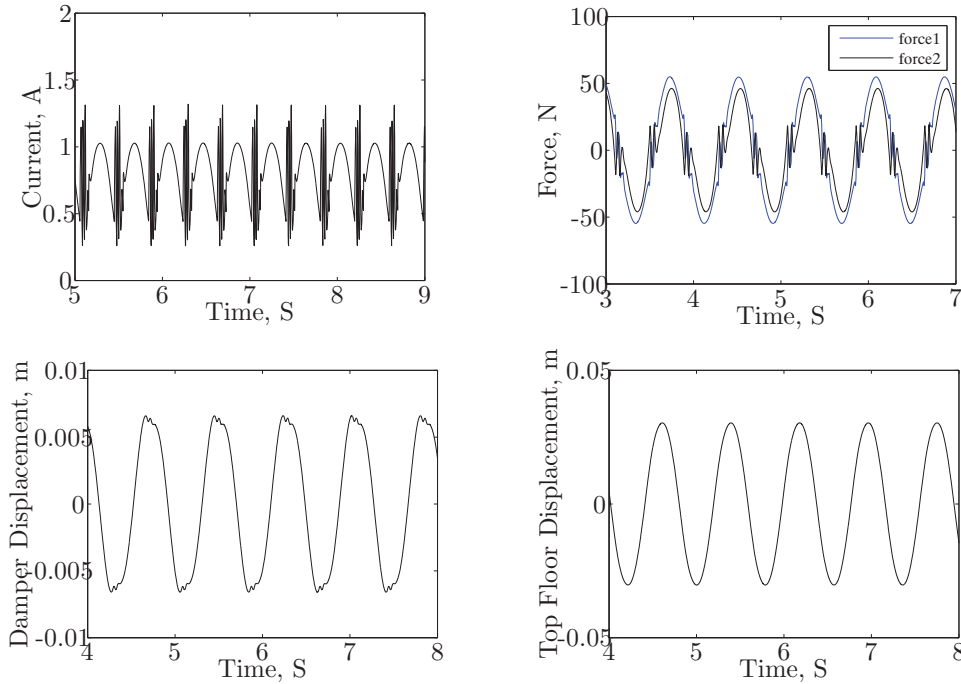 2
1.5
1
0.5
0
Current, A
5 6 7 8 9
Time, S
100
50
0
-50
-100
Force, N
force1
force2
3 4 5 6 7
Time, S
0.01
0.005
0
-0.005
-0.01
Damper Displacement, m
4 5 6 7 8
Time, S
0.05
0
-0.05
Top Floor Displacement, m
4 5 6 7 8
Time, S